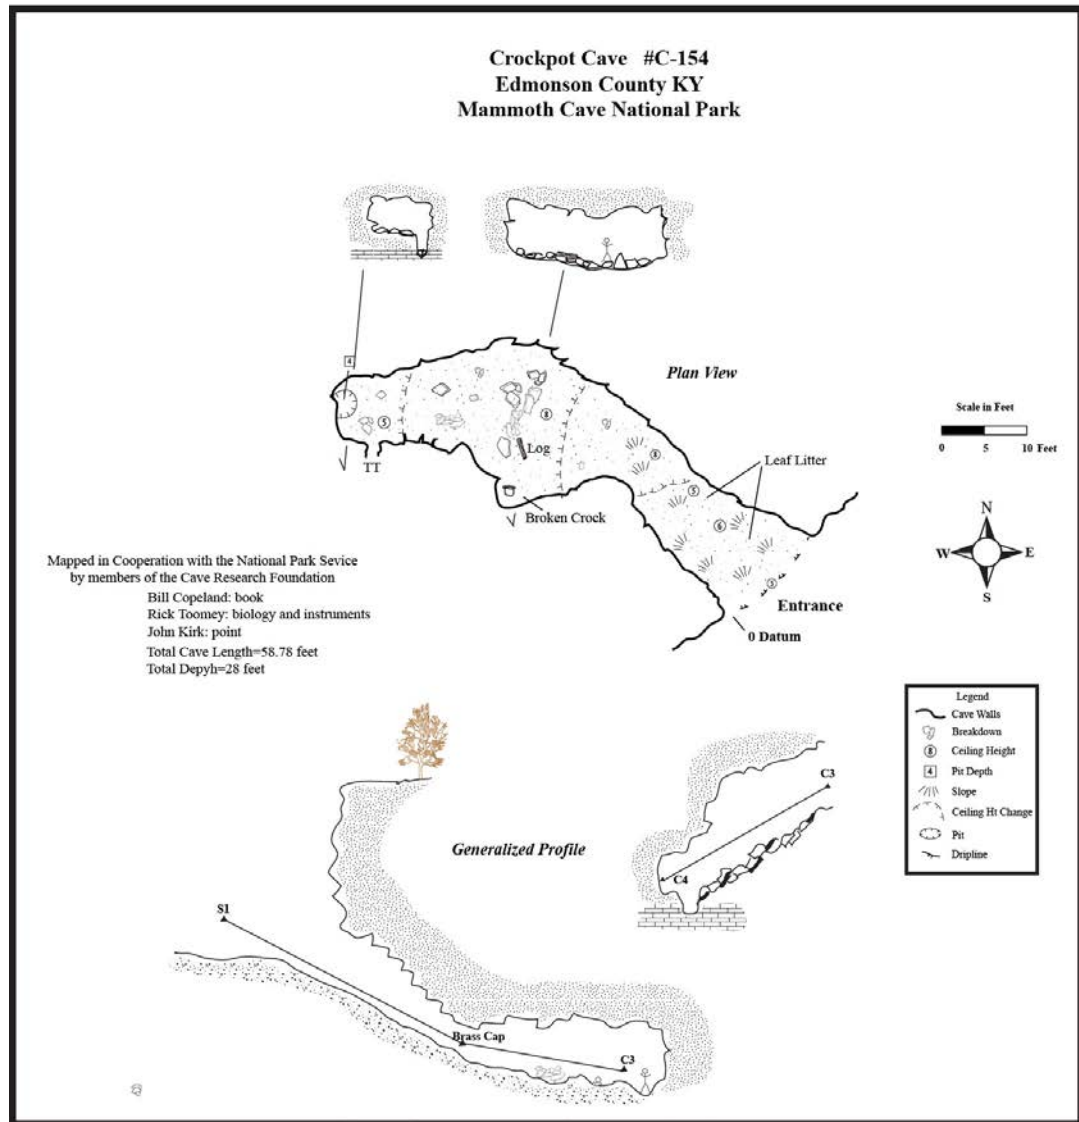 Crockpot Cave #C-154
Edmonson County KY
Mammoth Cave National Park
4
Plan View
Scale in Feet
0 5 10 Feet
5
8
Log
8
Leaf Litter
5
TT
Broken Crock
6
N
W E
S
3
Entrance
0 Datum
Mapped in Cooperation with the National Park Sevice
by members of the Cave Research Foundation
Bill Copeland: book
Rick Toomey: biology and instruments
John Kirk: point
Total Cave Length=58.78 feet
Total Depyh=28 feet
Legend
Cave Walls
Breakdown
8 Ceiling Height
4 Pit Depth
Slope
Ceiling Ht Change
Pit
Dripline
C3
C4
Generalized Profile
S1
Brass Cap
C3